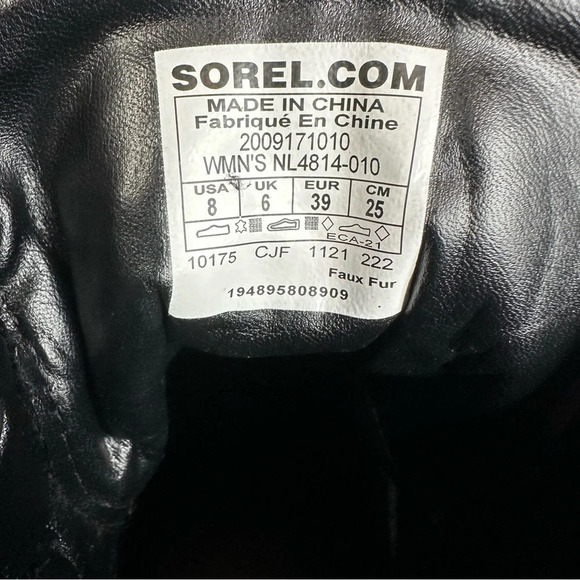 SOREL.COM
MADE IN CHINA
Fabriqué En Chine
2009171010
WMN'S NL4814-010
USA UK EUR CM
8 6 39 25
ECA-21
10175 CJF 1121 222
Faux Fur
194895808909